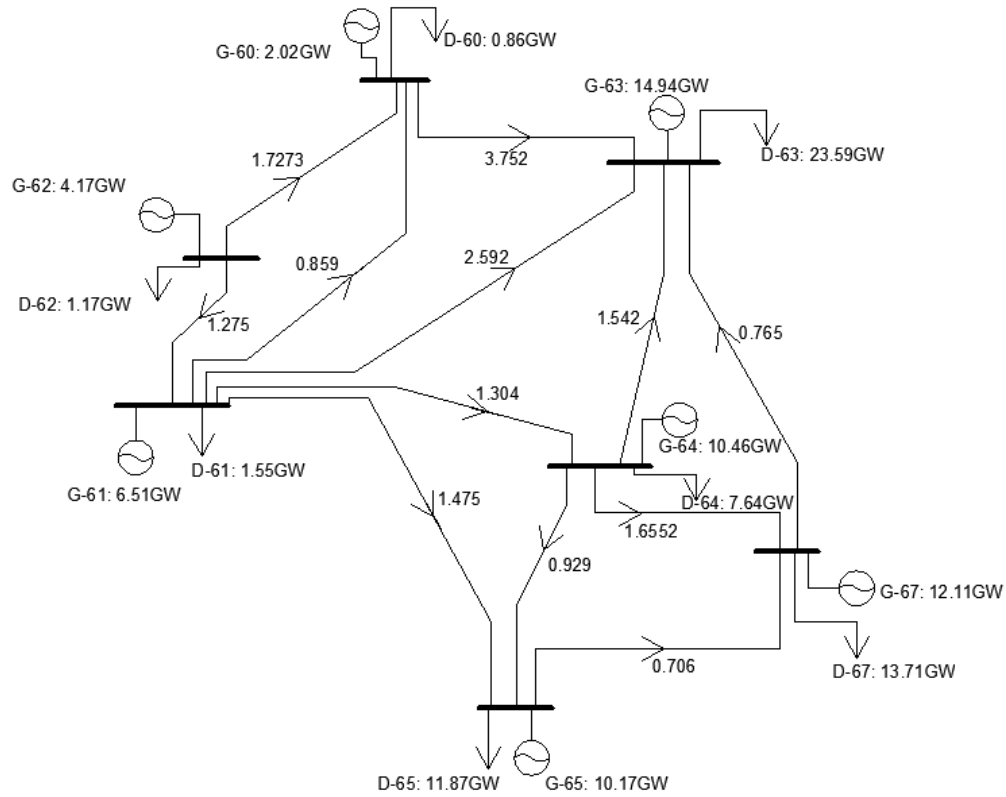 D-60: 0.86GW
G-60: 2.02GW
G-63: 14.94GW
D-63: 23.59GW
1.7273
3.752
G-62: 4.17GW
0.859
2.592
D-62: 1.17GW
1.275
1.542
0.765
1.304
G-64: 10.46GW
D-61: 1.55GW
G-61: 6.51GW
1.475
D-64: 7.64GW
1.6552
0.929
G-67: 12.11GW
0.706
D-67: 13.71GW
D-65: 11.87GW
G-65: 10.17GW